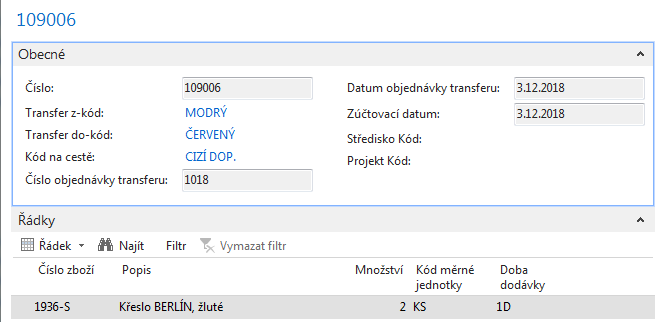 109006
Obecné
Číslo: 109006
Transfer z-kód: MODRÝ
Transfer do-kód: ČERVENÝ
Kód na cestě: CIZÍ DOP.
Číslo objednávky transferu: 1018
Datum objednávky transferu: 3.12.2018
Zúčtovací datum: 3.12.2018
Středisko Kód:
Projekt Kód:
Řádky
Řádek Najít Filtr Vymazat filtr
Číslo zboží Popis Množství Kód měrné jednotky Doba dodávky
1936-S Křeslo BERLÍN, žluté 2 KS 1D